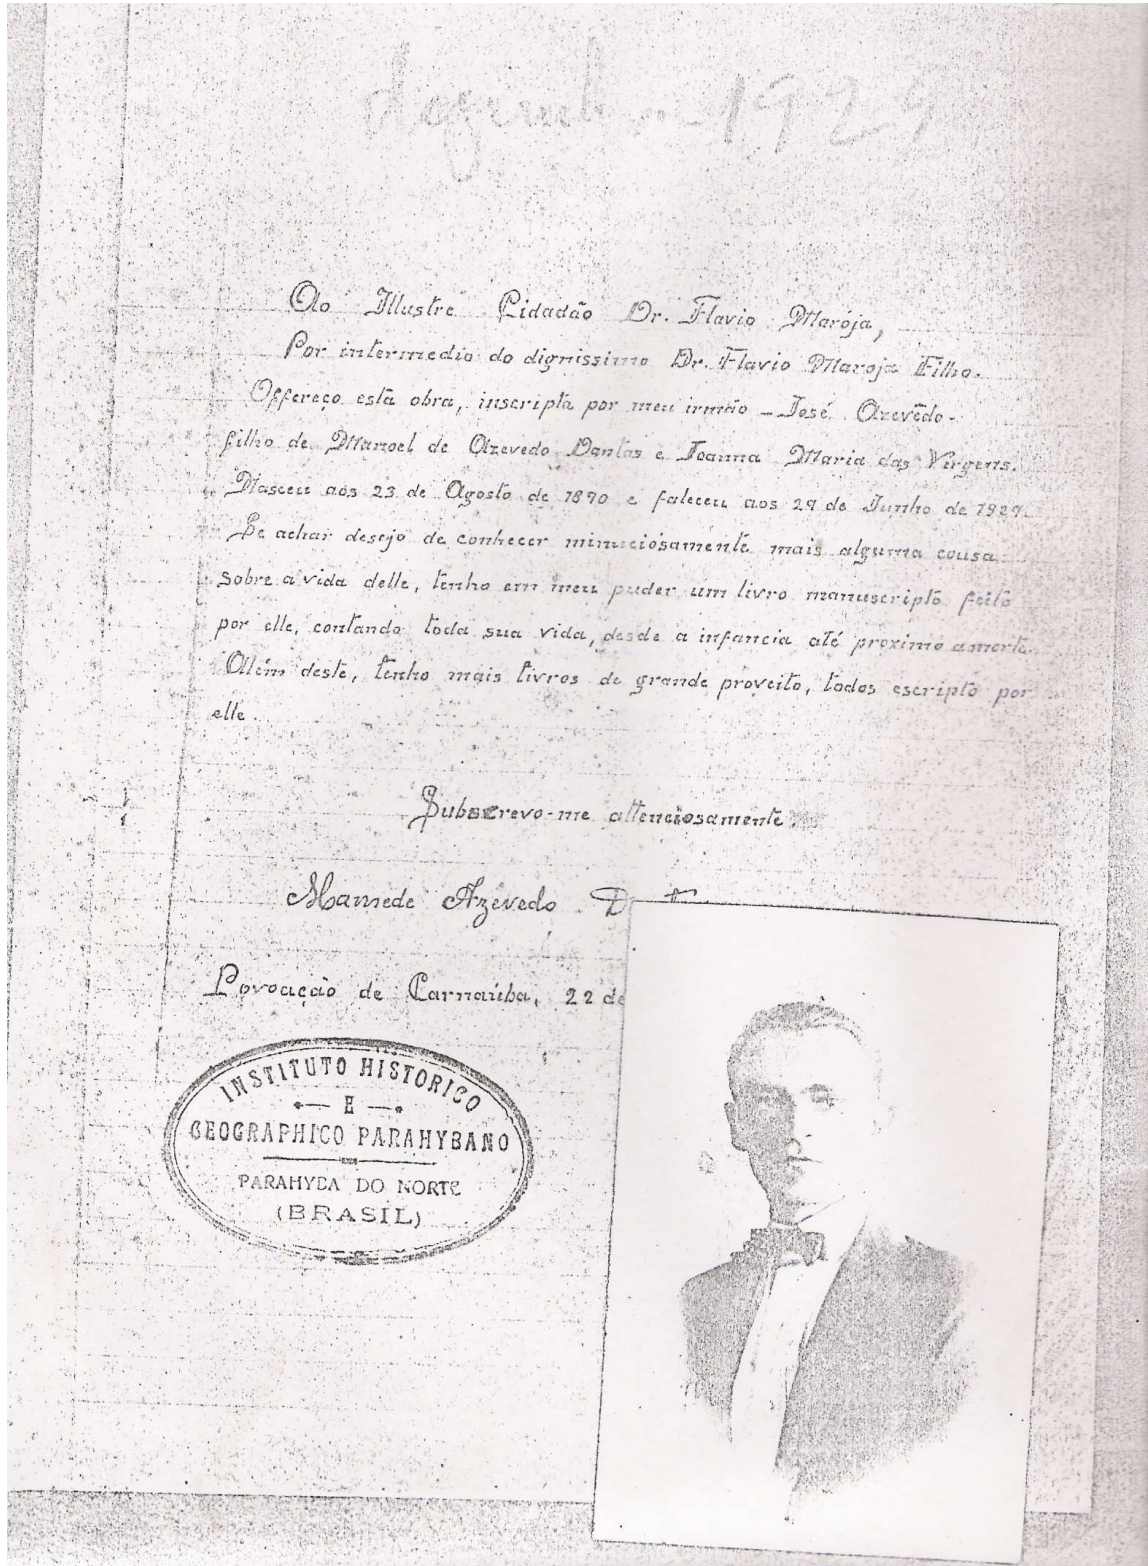 1929
Ao Illustre Cidadão Dr. Flavio Marója,
Por intermedio do dignissimo Dr. Flavio Maroja Filho.
Offereço esta obra, inscripta por meu irmão - José Azevêdo -
filho de Manoel de Azevedo Dantas e Joanna Maria das Virgens.
Nasceu aos 23 de Agosto de 1890 e faleceu aos 29 de Junho de 1929.
Se achar desejo de conhecer minuciosamente mais alguma cousa
sobre a vida delle, tenho em meu puder um livro manuscripto feito
por elle, contando toda sua vida, desde a infancia até proximo a morte.
Além deste, tenho mais livros de grande proveito, todos escripto por
elle.
Subscrevo-me attenciosamente.
Mamede Azevedo
Povoação de Carnaúba, 22 de
INSTITUTO HISTORICO
E
GEOGRAPHICO PARAHYBANO
PARAHYBA DO NORTE
(BRASIL)